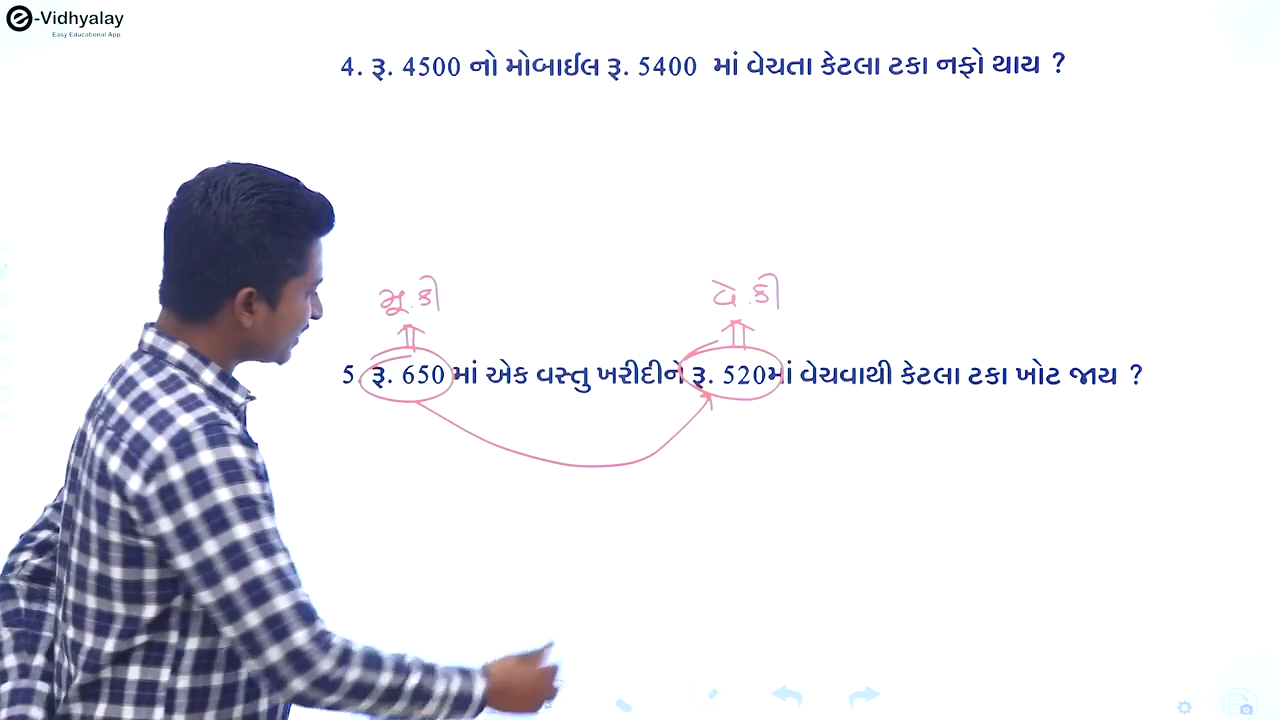 e-Vidhyalay
Easy Educational App
4. રૂ. 4500 નો મોબાઈલ રૂ. 5400 માં વેચતા કેટલા ટકા નફો થાય ?
મૂ.કી વે.કી
5. રૂ. 650 માં એક વસ્તુ ખરીદીને રૂ. 520માં વેચવાથી કેટલા ટકા ખોટ જાય ?